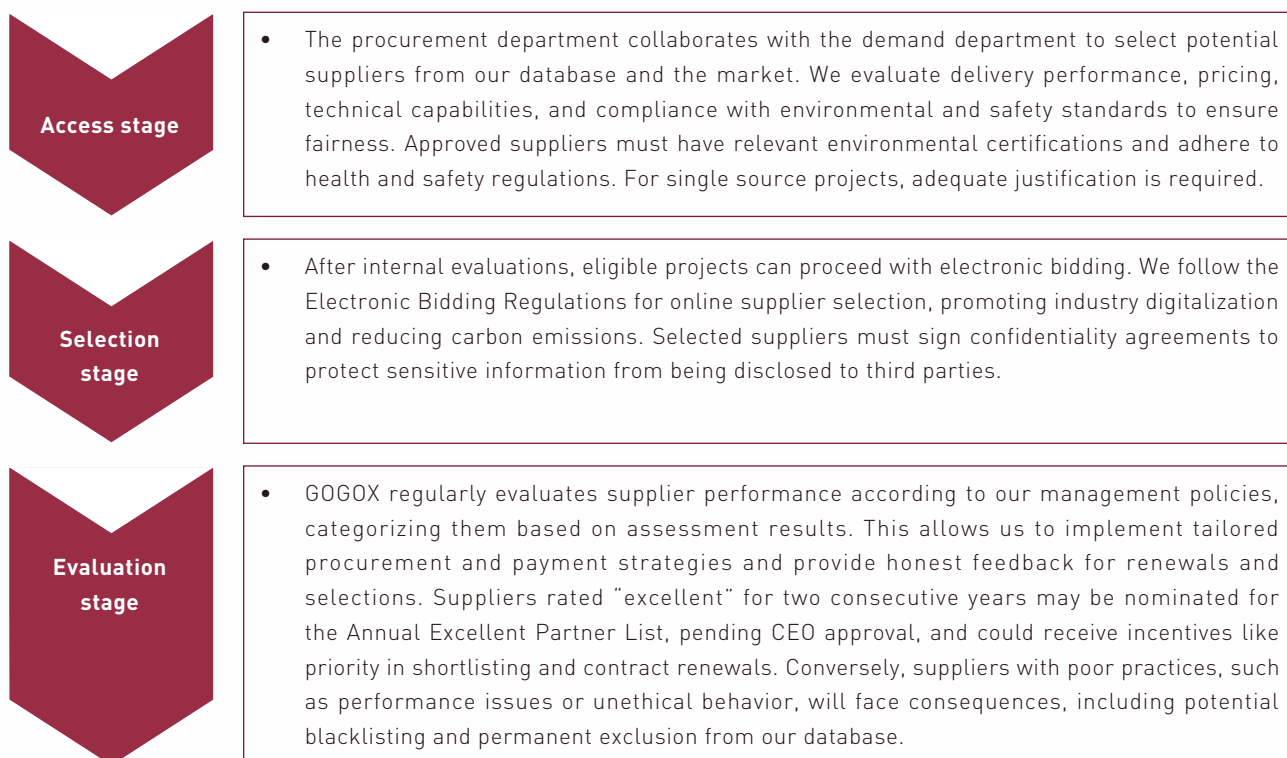 Access stage
• The procurement department collaborates with the demand department to select potential
suppliers from our database and the market. We evaluate delivery performance, pricing,
technical capabilities, and compliance with environmental and safety standards to ensure
fairness. Approved suppliers must have relevant environmental certifications and adhere to
health and safety regulations. For single source projects, adequate justification is required.
Selection
stage
• After internal evaluations, eligible projects can proceed with electronic bidding. We follow the
Electronic Bidding Regulations for online supplier selection, promoting industry digitalization
and reducing carbon emissions. Selected suppliers must sign confidentiality agreements to
protect sensitive information from being disclosed to third parties.
Evaluation
stage
• GOGOX regularly evaluates supplier performance according to our management policies,
categorizing them based on assessment results. This allows us to implement tailored
procurement and payment strategies and provide honest feedback for renewals and
selections. Suppliers rated “excellent” for two consecutive years may be nominated for
the Annual Excellent Partner List, pending CEO approval, and could receive incentives like
priority in shortlisting and contract renewals. Conversely, suppliers with poor practices, such
as performance issues or unethical behavior, will face consequences, including potential
blacklisting and permanent exclusion from our database.